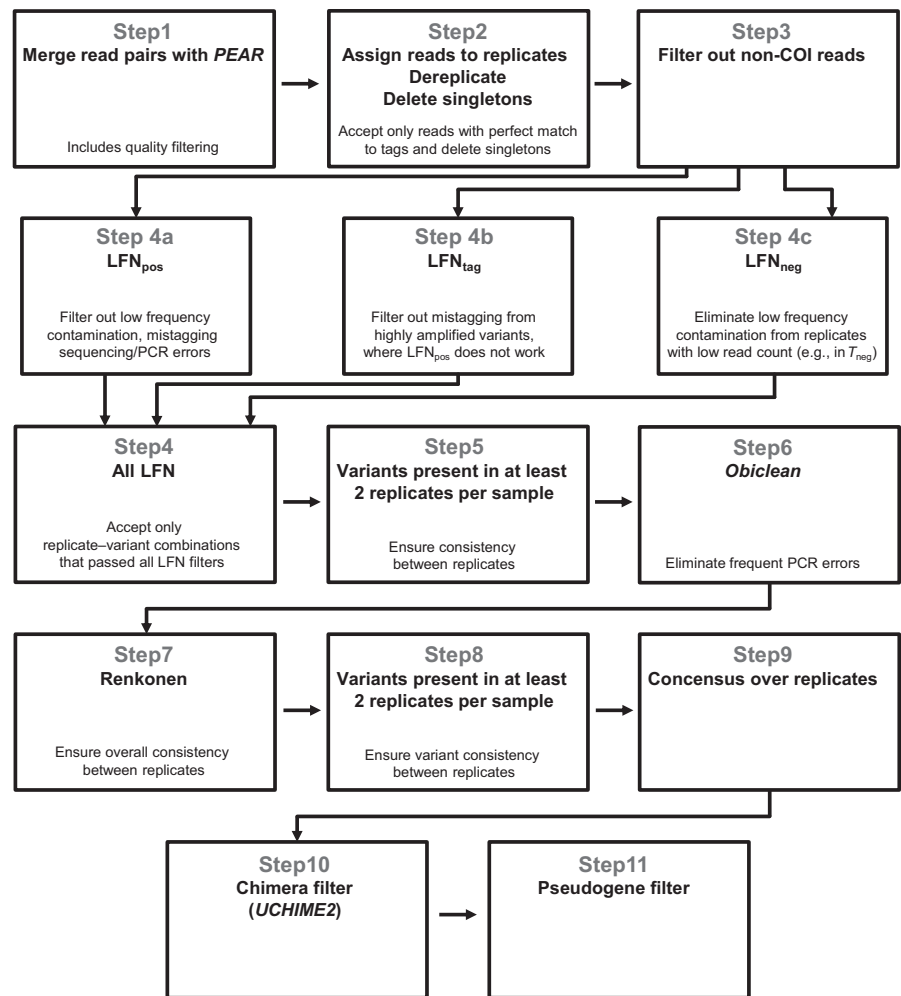 Step1
Merge read pairs with PEAR
Includes quality filtering
Step2
Assign reads to replicates
Dereplicate
Delete singletons
Accept only reads with perfect match
to tags and delete singletons
Step3
Filter out non-COI reads
Step 4a
LFNpos
Filter out low frequency
contamination, mistagging
sequencing/PCR errors
Step 4b
LFNtag
Filter out mistagging from
highly amplified variants,
where LFNpos does not work
Step 4c
LFNneg
Eliminate low frequency
contamination from replicates
with low read count (e.g., in Tneg)
Step4
All LFN
Accept only
replicate–variant combinations
that passed all LFN filters
Step5
Variants present in at least
2 replicates per sample
Ensure consistency
between replicates
Step6
Obiclean
Eliminate frequent PCR errors
Step7
Renkonen
Ensure overall consistency
between replicates
Step8
Variants present in at least
2 replicates per sample
Ensure variant consistency
between replicates
Step9
Concensus over replicates
Step10
Chimera filter
(UCHIME2)
Step11
Pseudogene filter